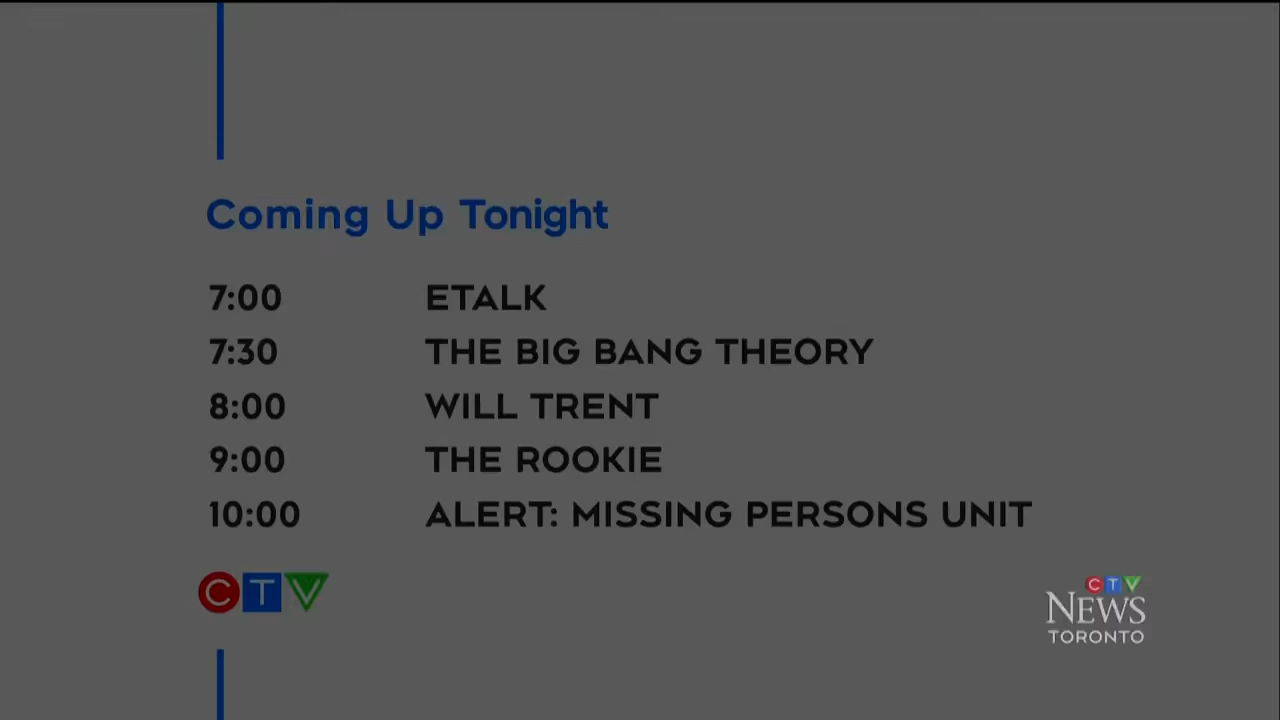 Coming Up Tonight
7:00 ETALK
7:30 THE BIG BANG THEORY
8:00 WILL TRENT
9:00 THE ROOKIE
10:00 ALERT: MISSING PERSONS UNIT
CTV
CTV
NEWS
TORONTO